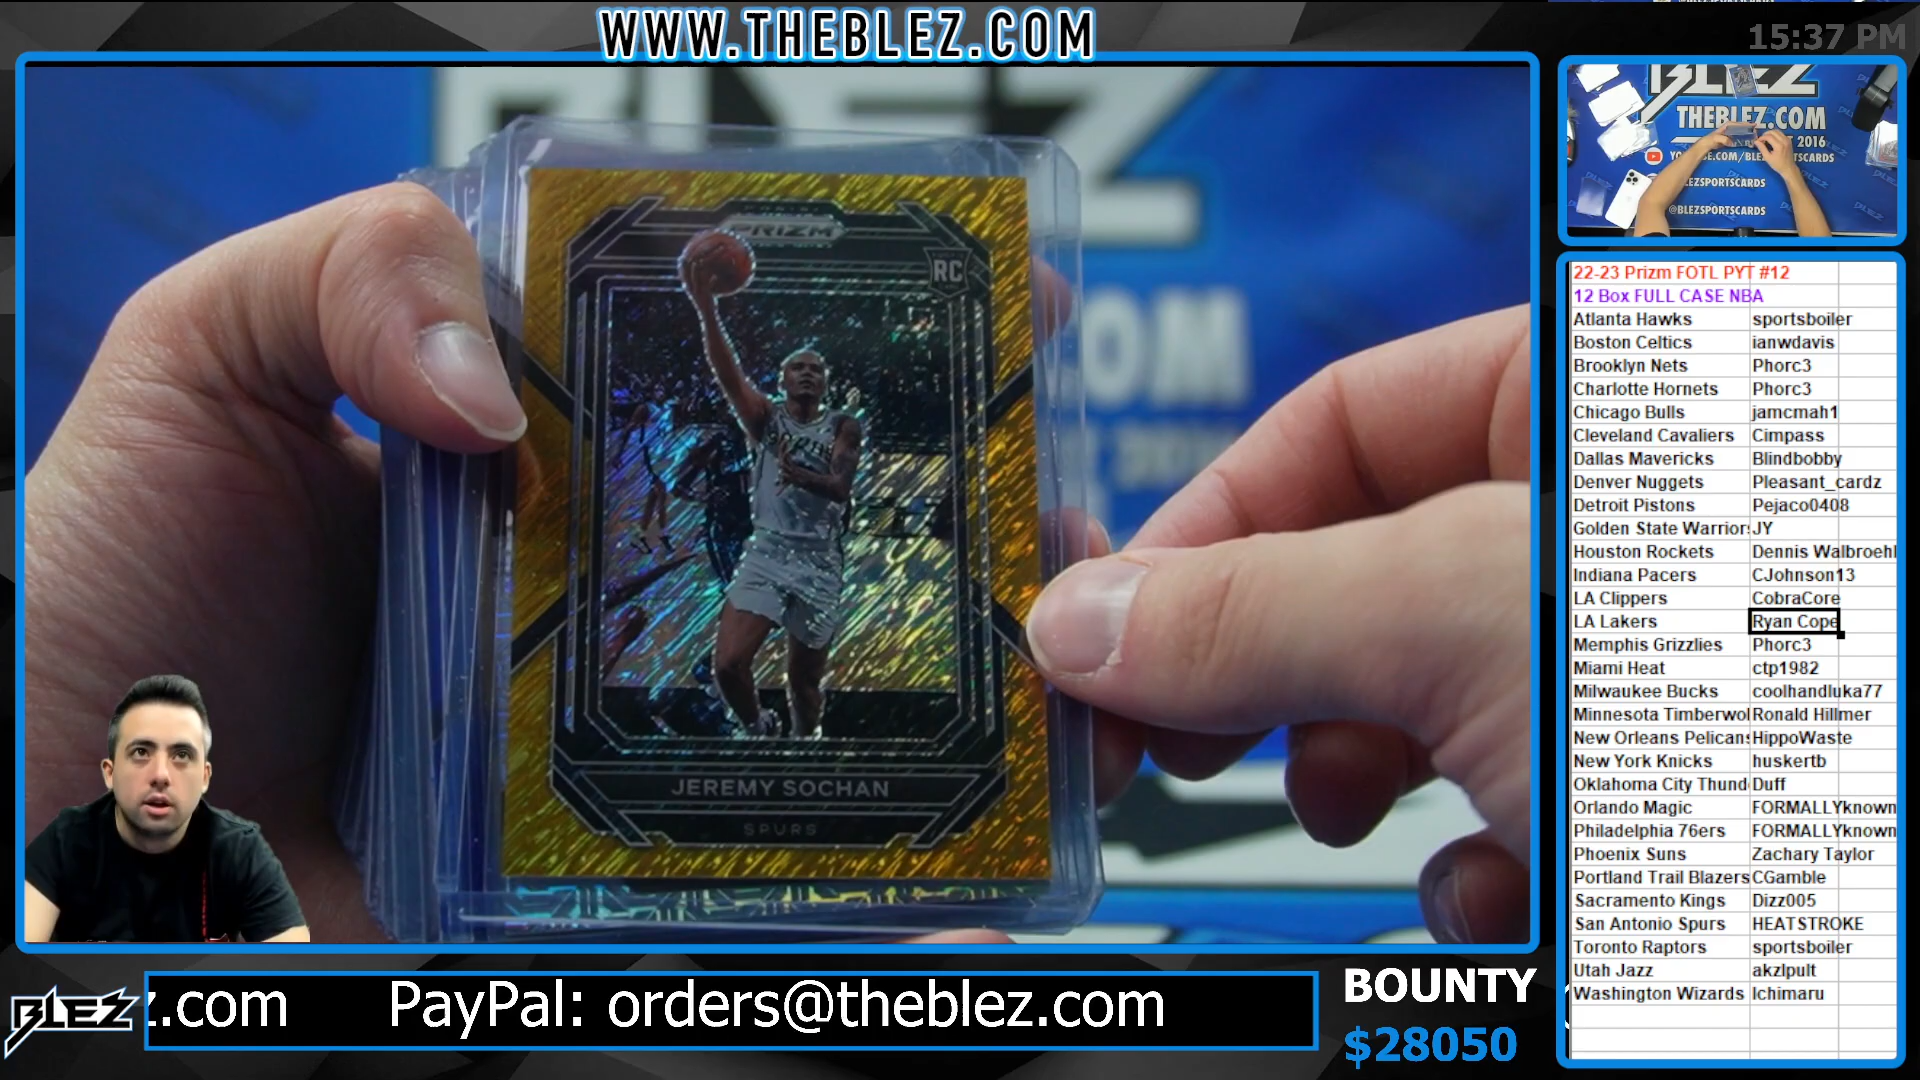 WWW.THEBLEZ.COM
15:37 PM
PRIZM
RC
JEREMY SOCHAN
SPURS
BLEZ
THEBLEZ.COM
2016
@BLEZSPORTSCARDS
22-23 Prizm FOTL PYT #12
12 Box FULL CASE NBA
Atlanta Hawks sportsboiler
Boston Celtics ianwdavis
Brooklyn Nets Phorc3
Charlotte Hornets Phorc3
Chicago Bulls jamcmah1
Cleveland Cavaliers Cimpass
Dallas Mavericks Blindbobby
Denver Nuggets Pleasant_cardz
Detroit Pistons Pejaco0408
Golden State Warriors JY
Houston Rockets Dennis Walbroehl
Indiana Pacers CJohnson13
LA Clippers CobraCore
LA Lakers Ryan Cope
Memphis Grizzlies Phorc3
Miami Heat ctp1982
Milwaukee Bucks coolhandluka77
Minnesota Timberwol Ronald Hillmer
New Orleans Pelicans HippoWaste
New York Knicks huskertb
Oklahoma City Thund Duff
Orlando Magic FORMALLYknown
Philadelphia 76ers FORMALLYknown
Phoenix Suns Zachary Taylor
Portland Trail Blazers CGamble
Sacramento Kings Dizz005
San Antonio Spurs HEATSTROKE
Toronto Raptors sportsboiler
Utah Jazz akzlpult
Washington Wizards Ichimaru
BLEZ
z.com PayPal: orders@theblez.com
BOUNTY
$28050